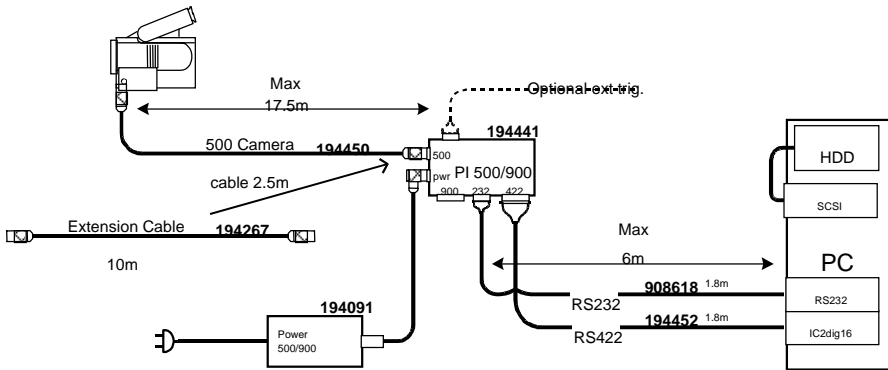 Max
17.5m
Optional ext trig.
500 Camera
194450
cable 2.5m
194441
500
PI 500/900
pwr
900
232
422
Extension Cable
194267
10m
Max
6m
HDD
SCSI
PC
908618 1.8m
RS232
RS232
194452 1.8m
RS422
IC2dig16
194091
Power
500/900